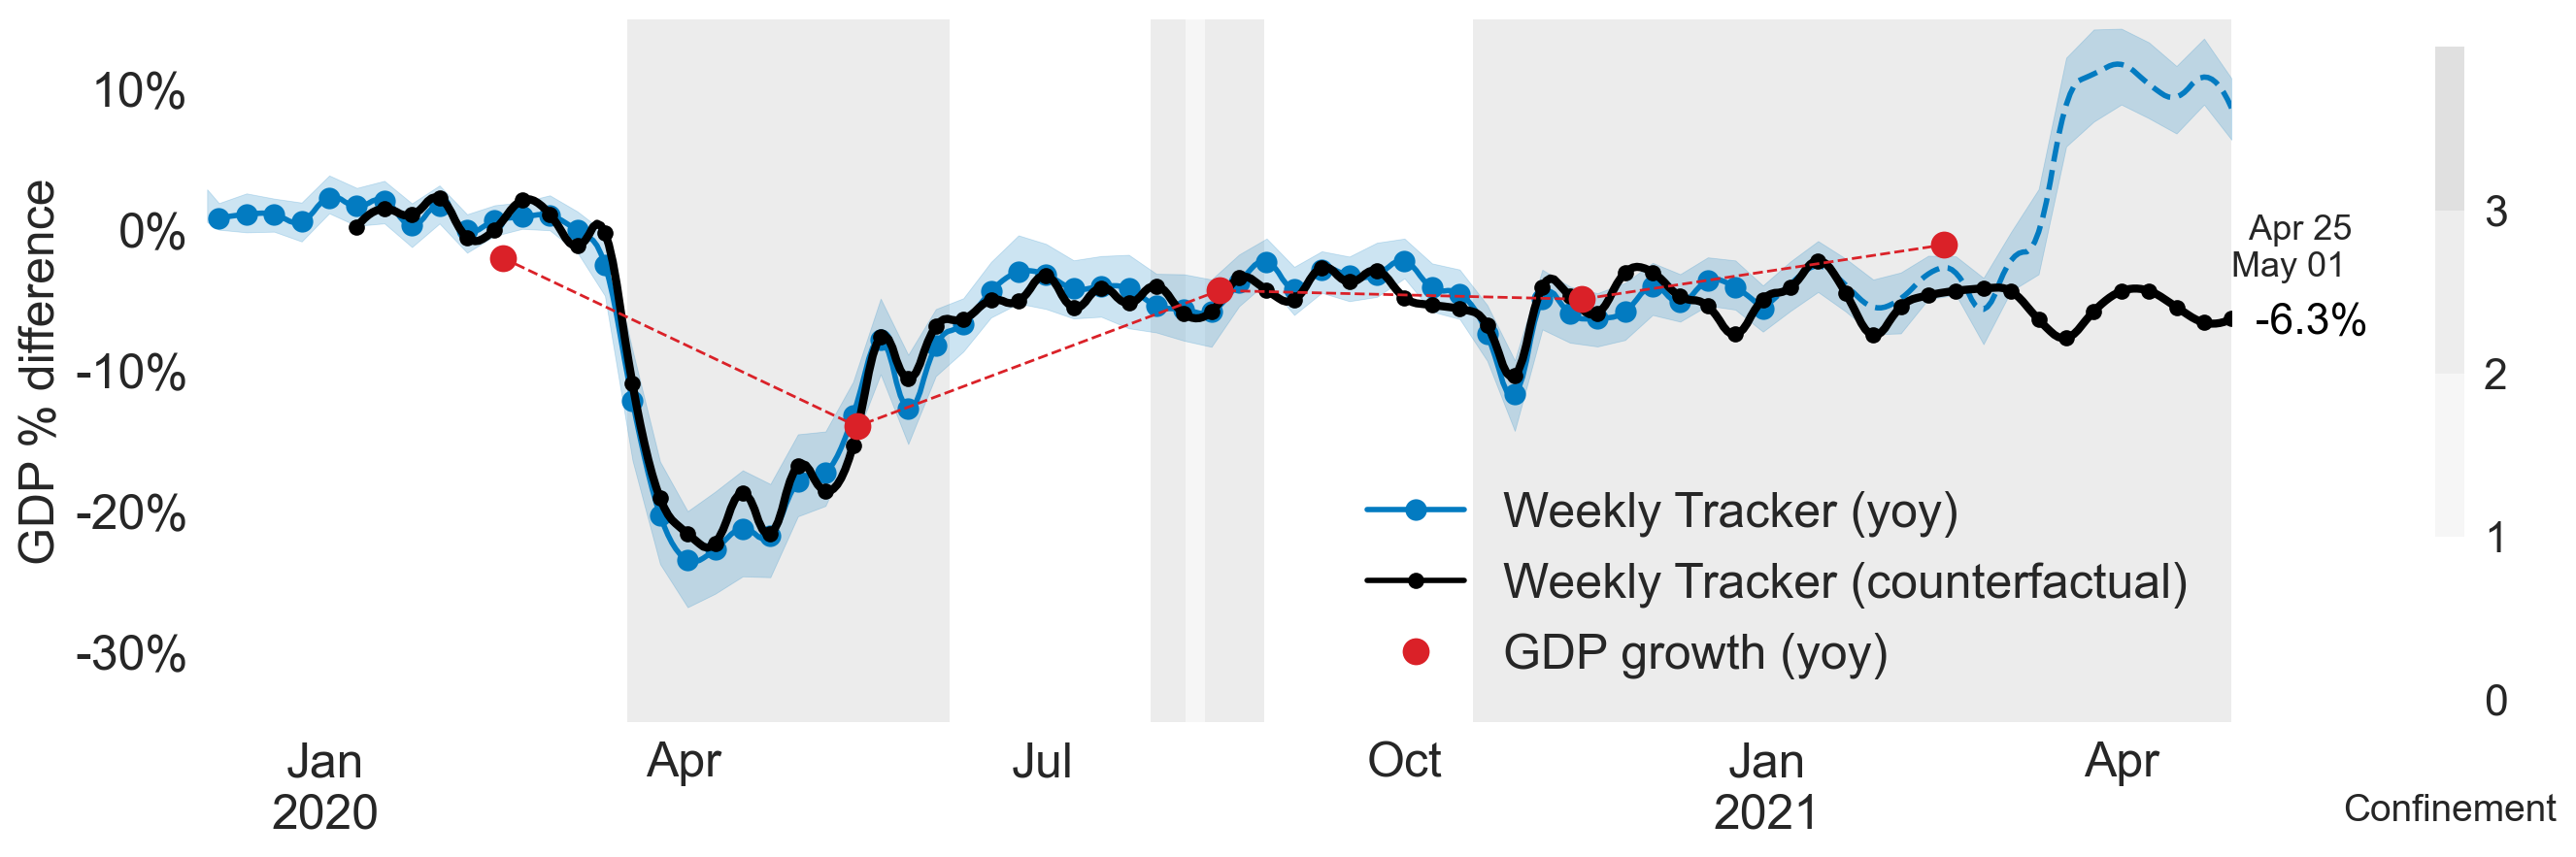 GDP % difference
10%
0%
-10%
-20%
-30%
Jan
2020
Apr
Jul
Oct
Jan
2021
Apr
Weekly Tracker (yoy)
Weekly Tracker (counterfactual)
GDP growth (yoy)
Apr 25
May 01
-6.3%
3
2
1
0
Confinement